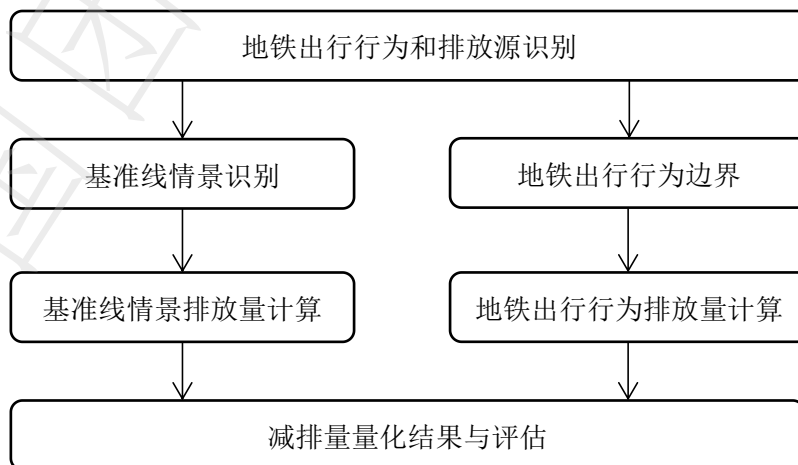 地铁出行行为和排放源识别
基准线情景识别
地铁出行行为边界
基准线情景排放量计算
地铁出行行为排放量计算
减排量量化结果与评估